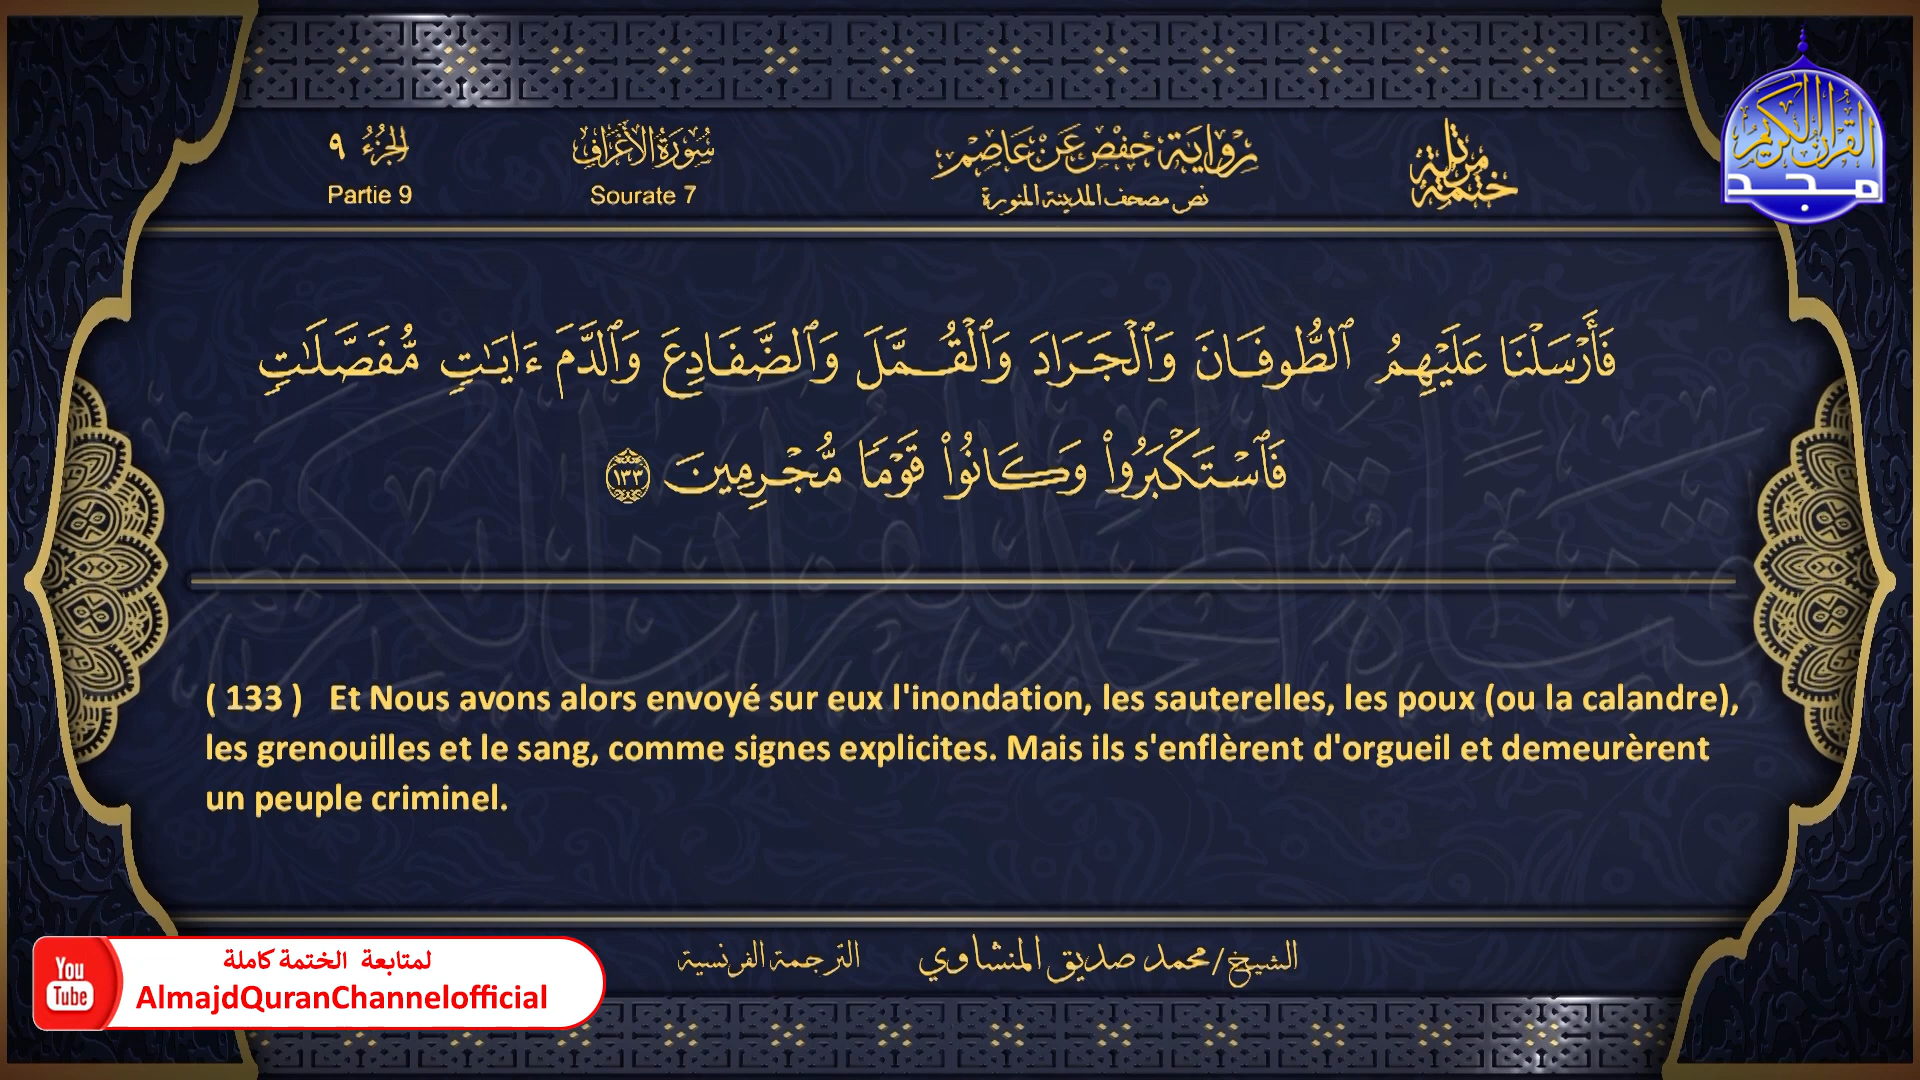 ختمة مرتلة
رواية حفص عن عاصم
نص مصحف المدينة المنورة
سُورَةُ الأَعْرَافِ
Sourate 7
الجُزْءُ ٩
Partie 9
القرآن الكريم
مجد
فَأَرْسَلْنَا عَلَيْهِمُ ٱلطُّوفَانَ وَٱلْجَرَادَ وَٱلْقُمَّلَ وَٱلضَّفَادِعَ وَٱلدَّمَ ءَايَـٰتٍ مُّفَصَّلَـٰتٍ
فَٱسْتَكْبَرُوا۟ وَكَانُوا۟ قَوْمًا مُّجْرِمِينَ ١٣٣
( 133 ) Et Nous avons alors envoyé sur eux l'inondation, les sauterelles, les poux (ou la calandre),
les grenouilles et le sang, comme signes explicites. Mais ils s'enflèrent d'orgueil et demeurèrent
un peuple criminel.
الشيخ/محمد صديق المنشاوي
الترجمة الفرنسية
You
Tube
لمتابعة الختمة كاملة
AlmajdQuranChannelofficial